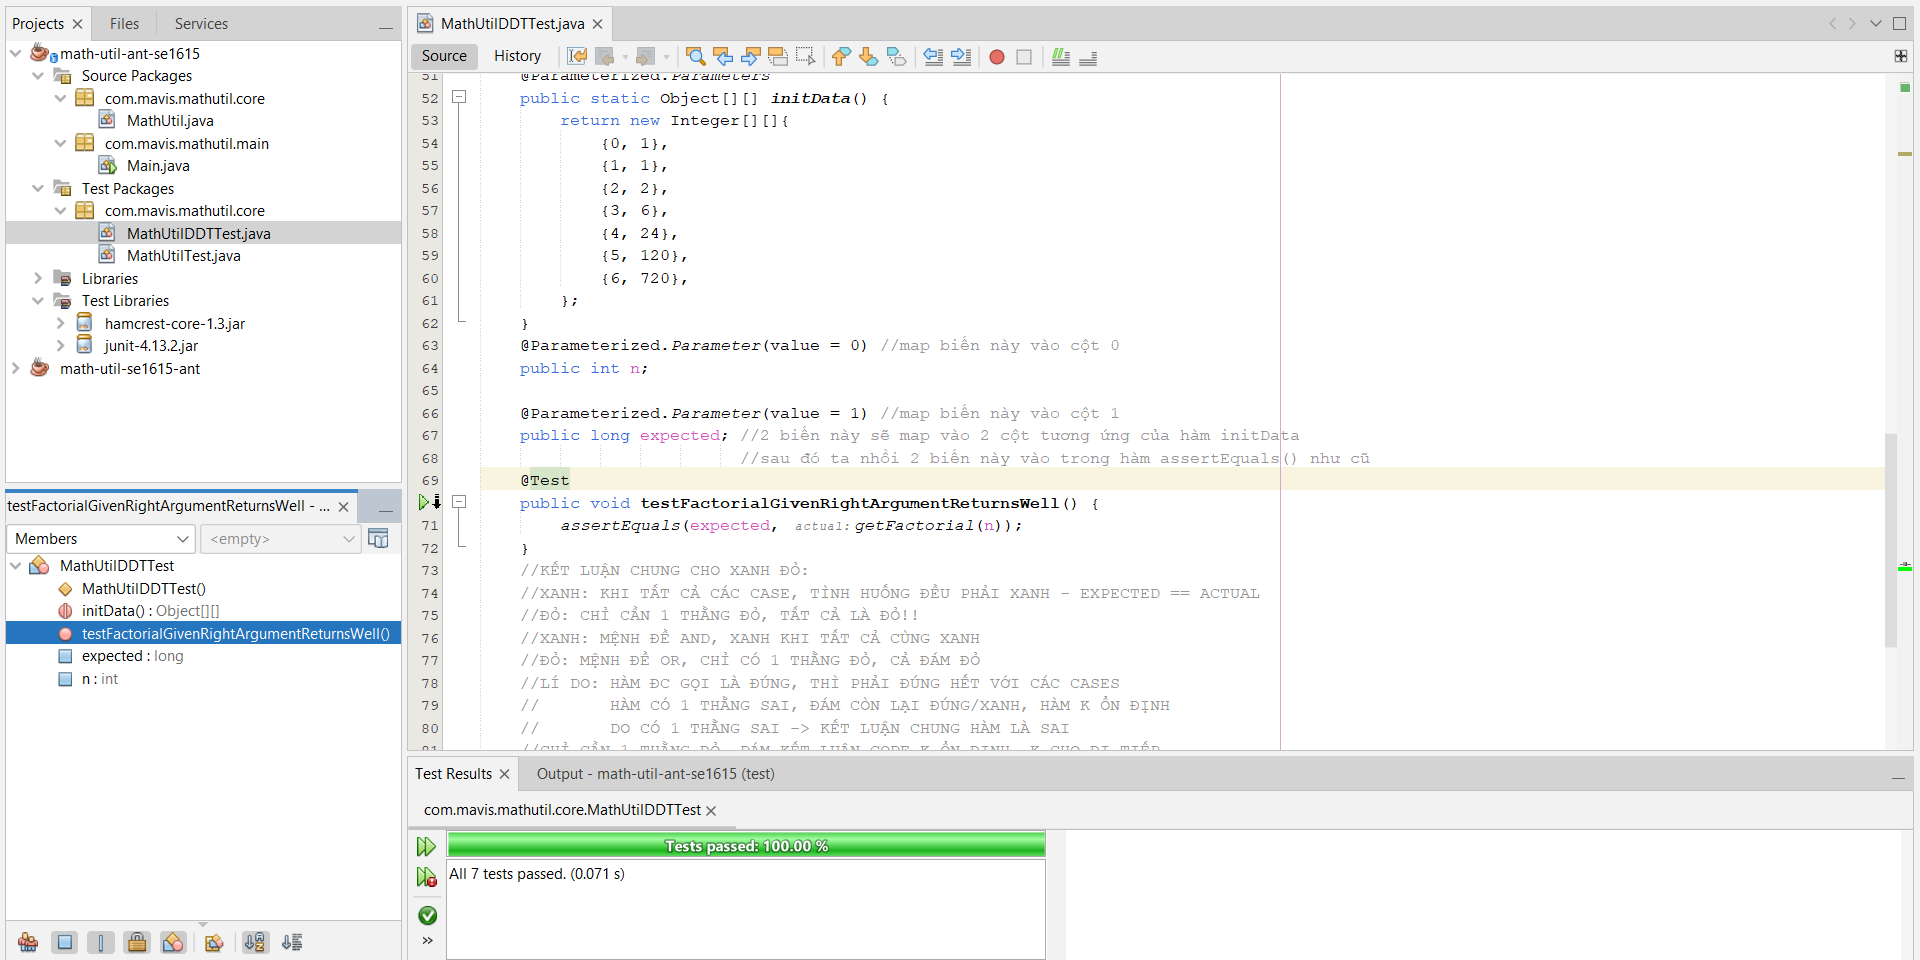 Projects
Files
Services
math-util-ant-se1615
Source Packages
com.mavis.mathutil.core
MathUtil.java
com.mavis.mathutil.main
Main.java
Test Packages
com.mavis.mathutil.core
MathUtilDDTTest.java
MathUtilTest.java
Libraries
Test Libraries
hamcrest-core-1.3.jar
junit-4.13.2.jar
math-util-se1615-ant
testFactorialGivenRightArgumentReturnsWell - ...
Members
<empty>
MathUtilDDTTest
MathUtilDDTTest()
initData() : Object[][]
testFactorialGivenRightArgumentReturnsWell()
expected : long
n : int
MathUtilDDTTest.java
Source History
51 @Parameterized.Parameters
52 public static Object[][] initData() {
53 return new Integer[][]{
54 {0, 1},
55 {1, 1},
56 {2, 2},
57 {3, 6},
58 {4, 24},
59 {5, 120},
60 {6, 720},
61 };
62 }
63 @Parameterized.Parameter(value = 0) //map biến này vào cột 0
64 public int n;
65
66 @Parameterized.Parameter(value = 1) //map biến này vào cột 1
67 public long expected; //2 biến này sẽ map vào 2 cột tương ứng của hàm initData
68 //sau đó ta nhồi 2 biến này vào trong hàm assertEquals() như cũ
69 @Test
public void testFactorialGivenRightArgumentReturnsWell() {
71 assertEquals(expected, actual: getFactorial(n));
72 }
73 //KẾT LUẬN CHUNG CHO XANH ĐỎ:
74 //XANH: KHI TẤT CẢ CÁC CASE, TÌNH HUỐNG ĐỀU PHẢI XANH - EXPECTED == ACTUAL
75 //ĐỎ: CHỈ CẦN 1 THẰNG ĐỎ, TẤT CẢ LÀ ĐỎ!!
76 //XANH: MỆNH ĐỀ AND, XANH KHI TẤT CẢ CÙNG XANH
77 //ĐỎ: MỆNH ĐỀ OR, CHỈ CÓ 1 THẰNG ĐỎ, CẢ ĐÁM ĐỎ
78 //LÍ DO: HÀM ĐC GỌI LÀ ĐÚNG, THÌ PHẢI ĐÚNG HẾT VỚI CÁC CASES
79 // HÀM CÓ 1 THẰNG SAI, ĐÁM CÒN LẠI ĐÚNG/XANH, HÀM K ỔN ĐỊNH
80 // DO CÓ 1 THẰNG SAI -> KẾT LUẬN CHUNG HÀM LÀ SAI
81 //CHỈ CẦN 1 THẰNG ĐỎ, ĐÁM KẾT LUẬN CODE K ỔN ĐỊNH, K CHO ĐI TIẾP
Test Results
Output - math-util-ant-se1615 (test)
com.mavis.mathutil.core.MathUtilDDTTest
Tests passed: 100.00 %
All 7 tests passed. (0.071 s)